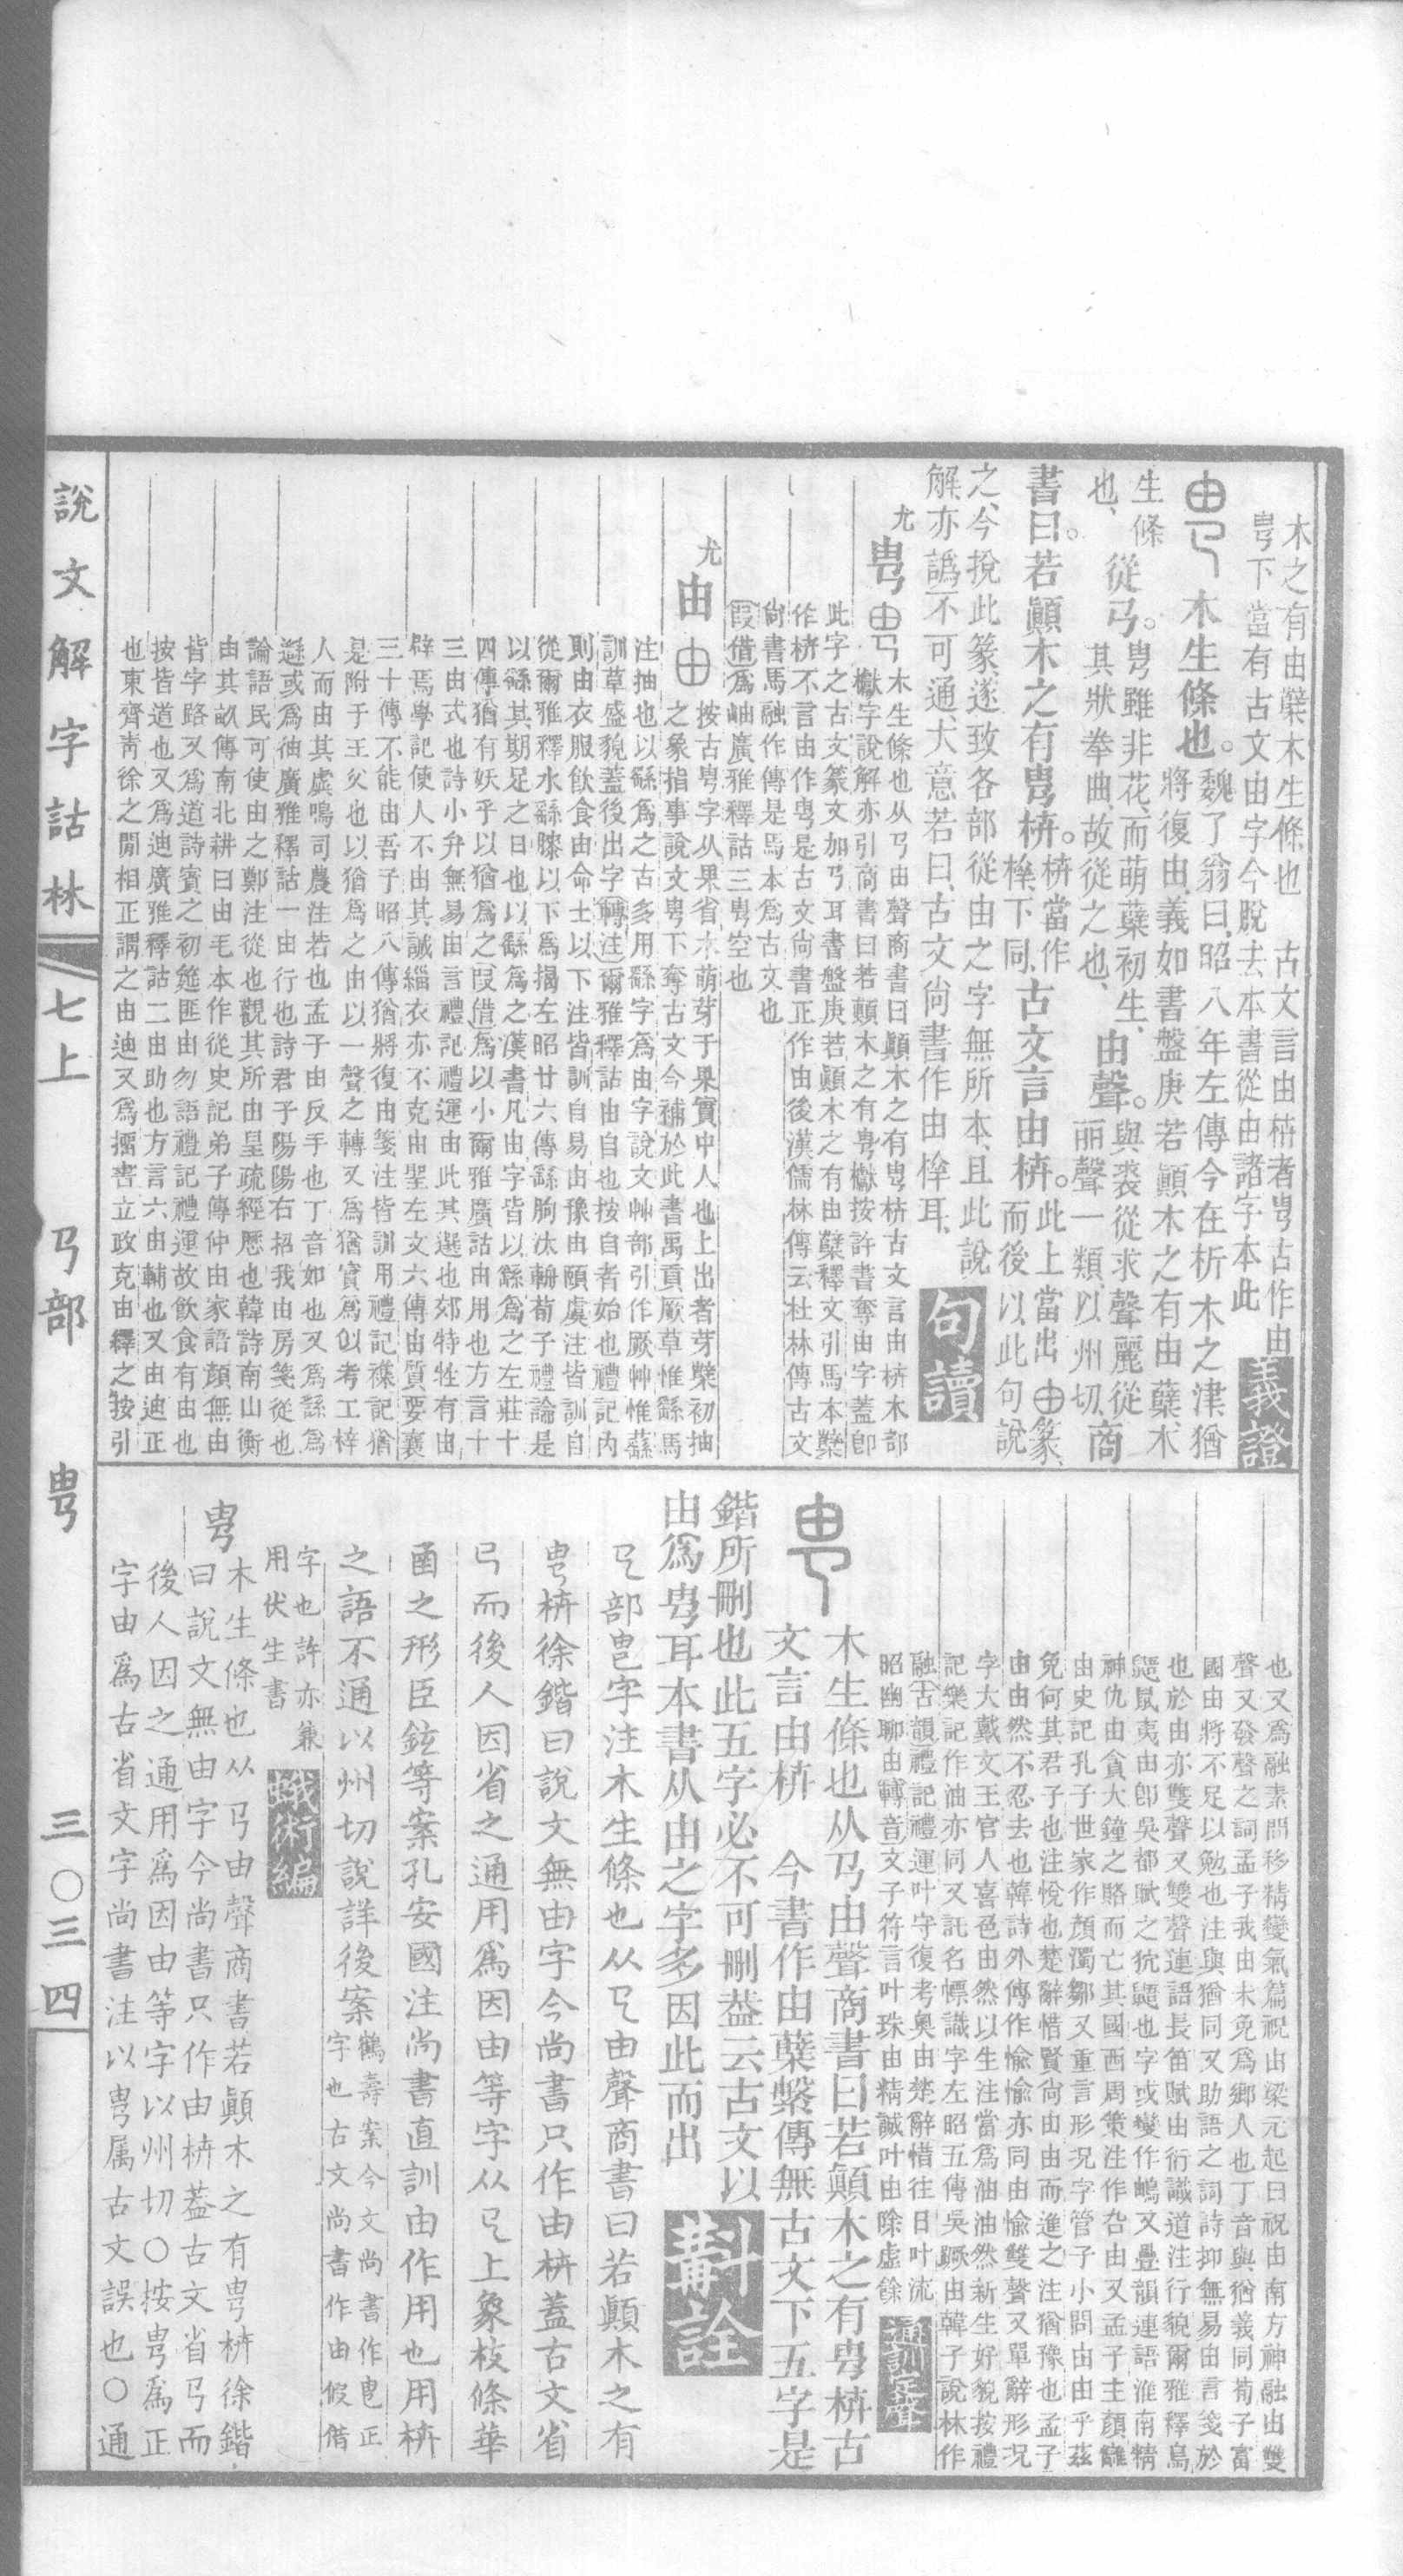 木之有由櫱木生條也　古文言由枿者㽕古作由
㽕下當有古文由字今脫去本書從由諸字本此
義證
㽕木生條也。魏了翁曰、昭八年左傳今在析木之津猶
將復由、義如書盤庚若顚木之有由櫱、木
生條
也、從㔾。㽕雖非花、而萌櫱初生、
其狀拳曲、故從之也、由聲。與裘從求聲麗從
丽聲一類、以州切、商
書曰。若顚木之有㽕枿。枿當作
㮆、下同、古文言由枿。此上當出由篆、
而後以此句說
之、今挩此篆、遂致各部從由之字無所本、且此說
解亦譌不可通、大意若曰、古文尚書作由㮆耳、
句讀
尤㽕木生條也从㔾由聲商書曰顚木之有㽕枿古文言由枿木部
㰂字說解亦引商書曰若顚木之有㽕㰂按許書奪由字蓋卽
此字之古文篆文加㔾耳書盤庚若顚木之有由櫱釋文引馬本櫱
作枿不言由作㽕是古文尚書正作由後漢儒林傳云杜林傳古文
尙書馬融作傳是馬本爲古文也
叚借爲岫廣雅釋詁三㽕空也
尤由按古㽕字从果省木萌芽于果實中人也上出者芽櫱初抽
之象指事說文㽕下奪古文今補於此書禹貢厥草惟繇馬
注抽也以繇爲之古多用繇字爲由字說文艸部引作厥艸惟蘨
訓草盛貌蓋後出字轉注爾雅釋詁由自也按自者始也禮記內
則由衣服飮食由命士以下注皆訓自易由豫由頤虞注皆訓自
從爾雅釋水繇膝以下爲揭左昭廿六傳繇朐汰輈荀子禮論是
以繇其期足之日也以繇爲之漢書凡由字皆以繇爲之左莊十
四傳猶有妖乎以猶爲之叚借爲以小爾雅廣詁由用也方言十
三由式也詩小弁無易由言禮記禮運由此其選也郊特牲有由
辟焉學記使人不由其誠緇衣亦不克由聖左文六傳由質要襄
三十傳不能由吾子昭八傳猶將復由箋注皆訓用禮記襍記猶
是附于王父也以猶爲之由以一聲之轉又爲猶實爲㕥考工梓
人而由其虡鳴司農注若也孟子由反手也丁音如也又爲繇爲
遊或爲䌛廣雅釋詁一由行也詩君子陽陽右招我由房箋從也
論語民可使由之鄭注從也觀其所由皇疏經歷也韓詩南山衡
由其畝傳南北耕曰由毛本作從史記弟子傳仲由家語顏無由
皆字路又爲道詩賓之初筵匪由勿語禮記禮運故飮食有由也
按皆道也又爲迪廣雅釋詁二由助也方言六由輔也又由迪正
也東齊靑徐之閒相正謂之由迪又爲擂書立政克由繹之按引
也又爲融素問移精變氣篇祝由梁元起曰祝由南方神融由雙
聲又發聲之詞孟子我由未免爲鄉人也丁音與猶義同荀子富
國由將不足以勉也注與猶同又助語之詞詩抑無易由言箋於
也於由亦雙聲又雙聲連語長笛賦由衍識道注行貌爾雅釋鳥
鼯鼠夷由卽吳都賦之狖鼯也字或變作嶋又疊韻連語淮南精
神仇由貪大鐘之賂而亡其國西周策注作厹由又孟子主顏讎
由史記孔子世家作顏濁鄒又重言形況字管子小問由由乎茲
免何其君子也注悅也楚辭惜賢尙由由而進之注猶豫也孟子
由由然不忍去也韓詩外傳作愉愉亦同由愉雙聲又單辭形況
字大戴文王官人喜色由然以生注當爲油油然新生好貌按禮
記樂記作油亦同又託名幖識字左昭五傳吳蹶由韓子說林作
融古韻禮記禮運叶守復考奧由楚辭惜往日叶流
昭幽聊由轉音文子符言叶珠由精誠叶由除虛餘
通訓定聲
㽕木生條也从㔾由聲商書曰若顚木之有㽕枿古
文言由枿　今書作由櫱槃傳無古文下五字是
鍇所刪也此五字必不可刪葢云古文以
由爲㽕耳本書从由之字多因此而出
斠詮
㔾部㽕字注木生條也从㔾由聲商書曰若顚木之有
㽕枿徐鍇曰說文無由字今尚書只作由枿蓋古文省
㔾而後人因省之通用爲因由等字从㔾上象枝條華
圅之形臣鉉等案孔安國注尚書直訓由作用也用枿
之語不通以州切說詳後案鶴壽案今文尚書作㽕正
字也古文尚書作由假借
字也許亦兼
用伏生書
蛾術編
㽕木生條也从㔾由聲商書若顚木之有㽕枿徐鍇
曰說文無由字今尚書只作由枿葢古文省㔾而
後人因之通用爲因由等字以州切○按㽕爲正
字由爲古省文字尚書注以㽕属古文誤也○通
說文解字詁林　七上　㔾部　㽕　三〇三四